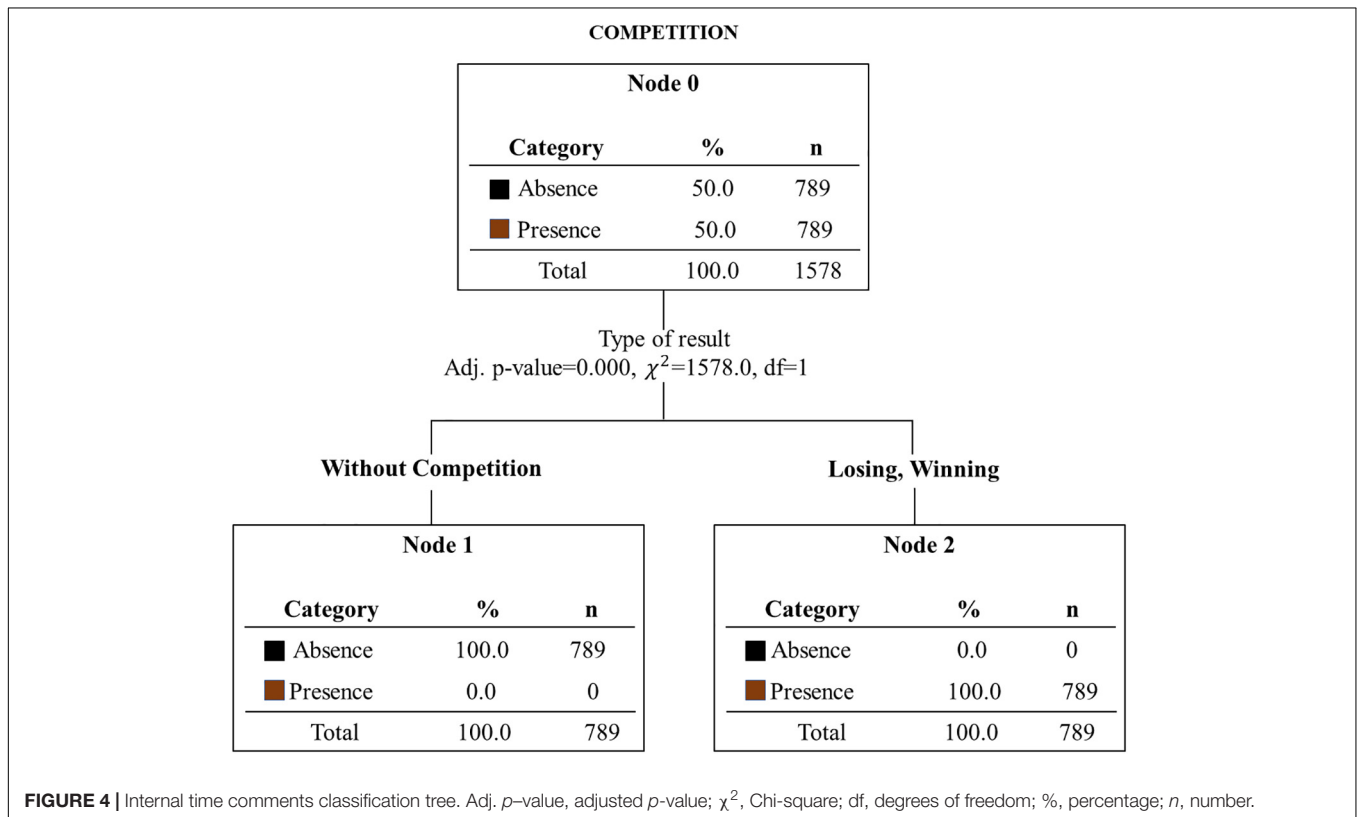 COMPETITION
Node 0
Category % n
Absence 50.0 789
Presence 50.0 789
Total 100.0 1578
Type of result
Adj. p-value=0.000, χ²=1578.0, df=1
Without Competition
Losing, Winning
Node 1
Category % n
Absence 100.0 789
Presence 0.0 0
Total 100.0 789
Node 2
Category % n
Absence 0.0 0
Presence 100.0 789
Total 100.0 789
FIGURE 4 | Internal time comments classification tree. Adj. p–value, adjusted p-value; χ², Chi-square; df, degrees of freedom; %, percentage; n, number.